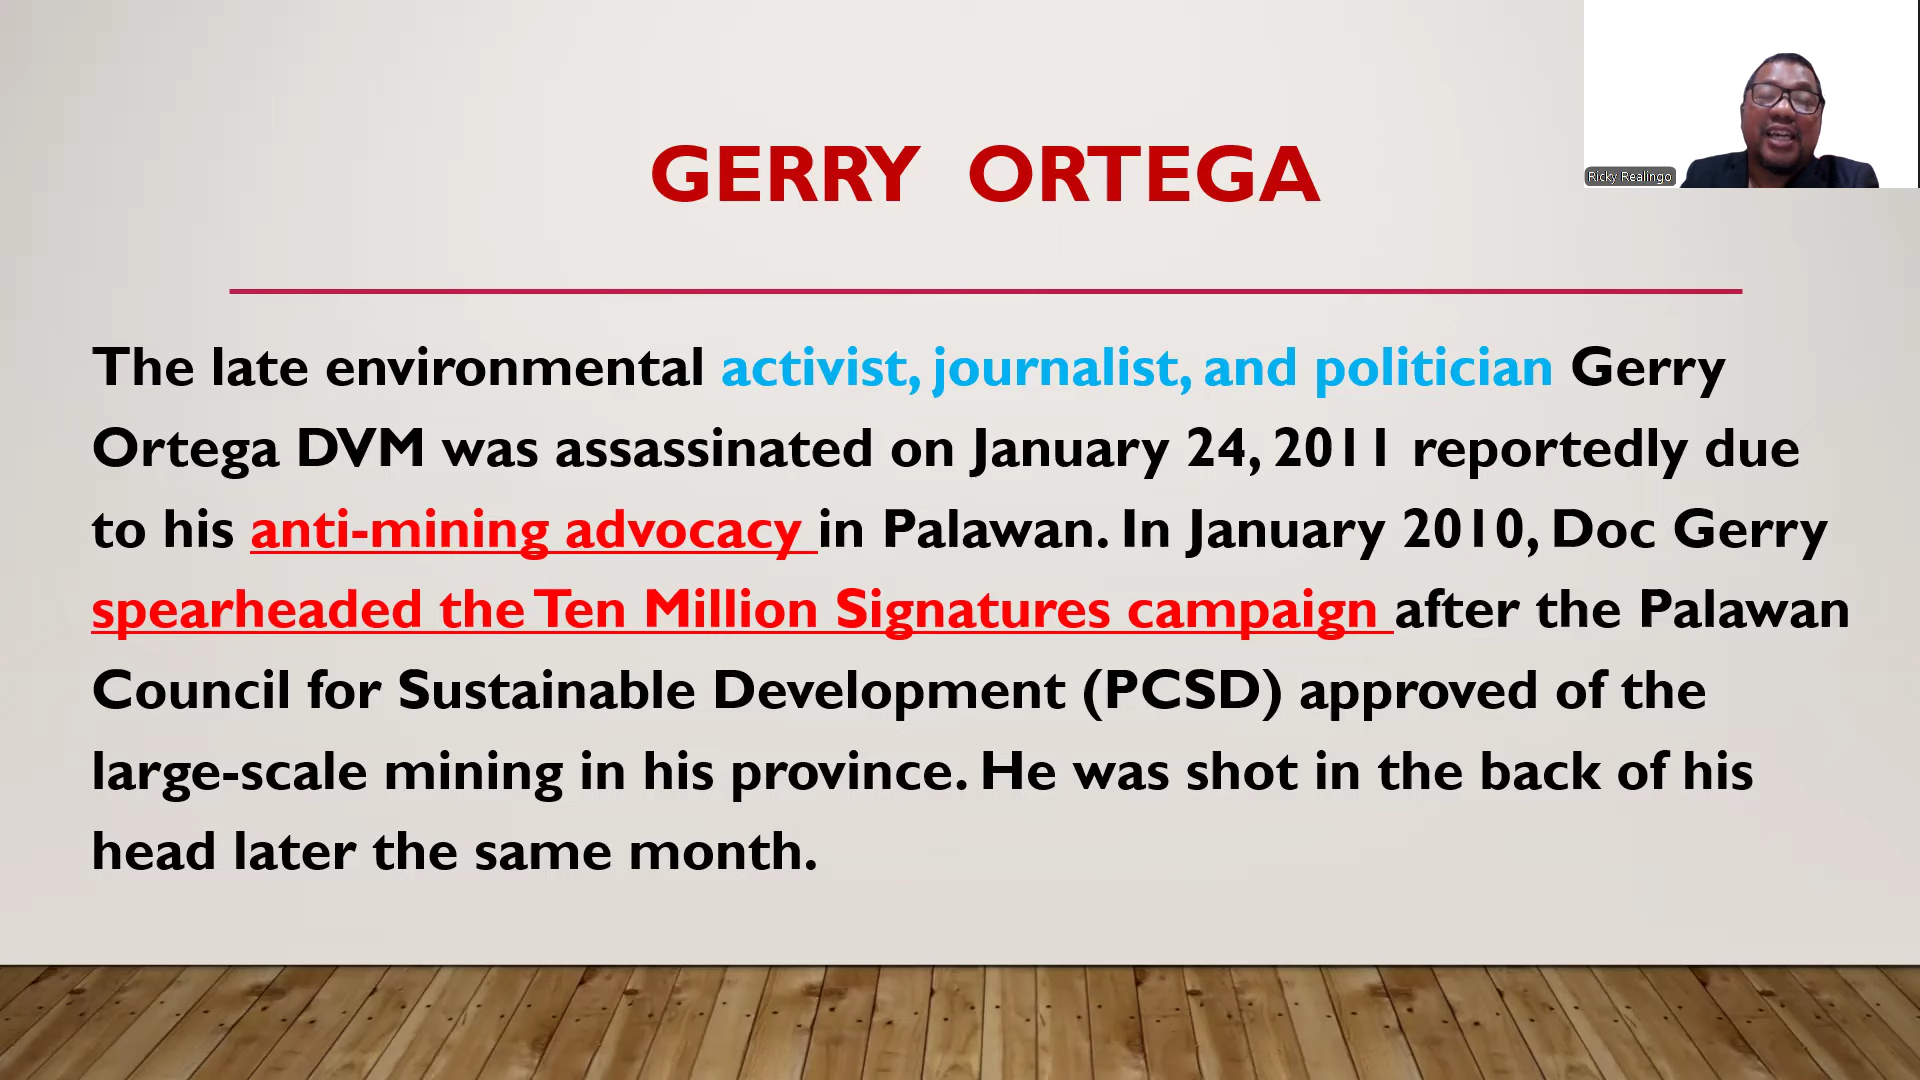 Ricky Realingo
GERRY ORTEGA
The late environmental activist, journalist, and politician Gerry
Ortega DVM was assassinated on January 24, 2011 reportedly due
to his anti-mining advocacy in Palawan. In January 2010, Doc Gerry
spearheaded the Ten Million Signatures campaign after the Palawan
Council for Sustainable Development (PCSD) approved of the
large-scale mining in his province. He was shot in the back of his
head later the same month.